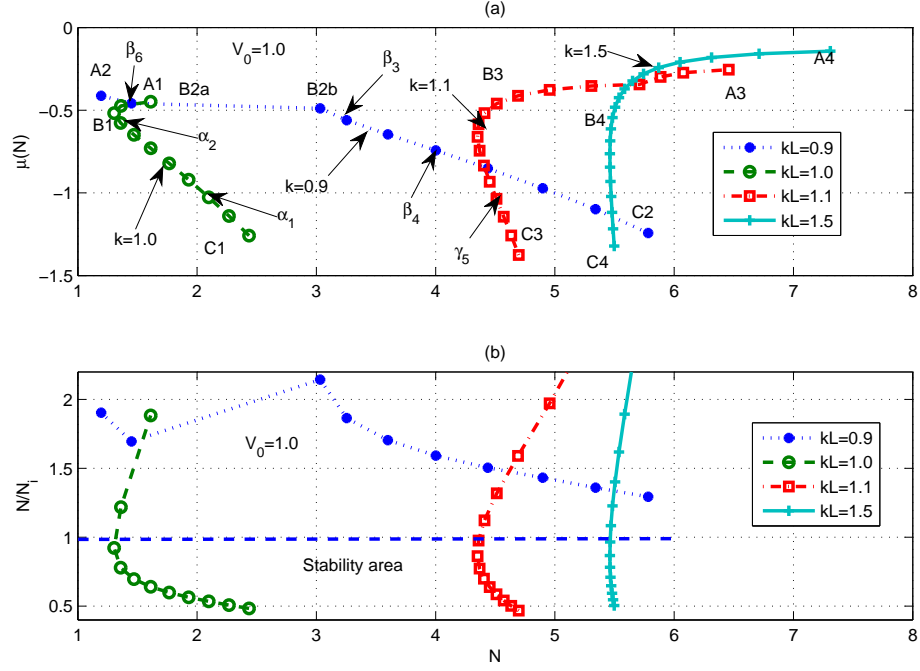 (a)
μ(N)
0
−0.5
−1
−1.5
1 2 3 4 5 6 7 8
V0=1.0
A2
β6
A1
B2a
B2b
β3
B1
α2
k=1.0
α1
C1
k=0.9
β4
k=1.1
B3
γ5
C3
k=1.5
A4
A3
B4
C2
C4
kL=0.9
kL=1.0
kL=1.1
kL=1.5
(b)
N/Ni
2
1.5
1
0.5
1 2 3 4 5 6 7 8
N
V0=1.0
Stability area
kL=0.9
kL=1.0
kL=1.1
kL=1.5